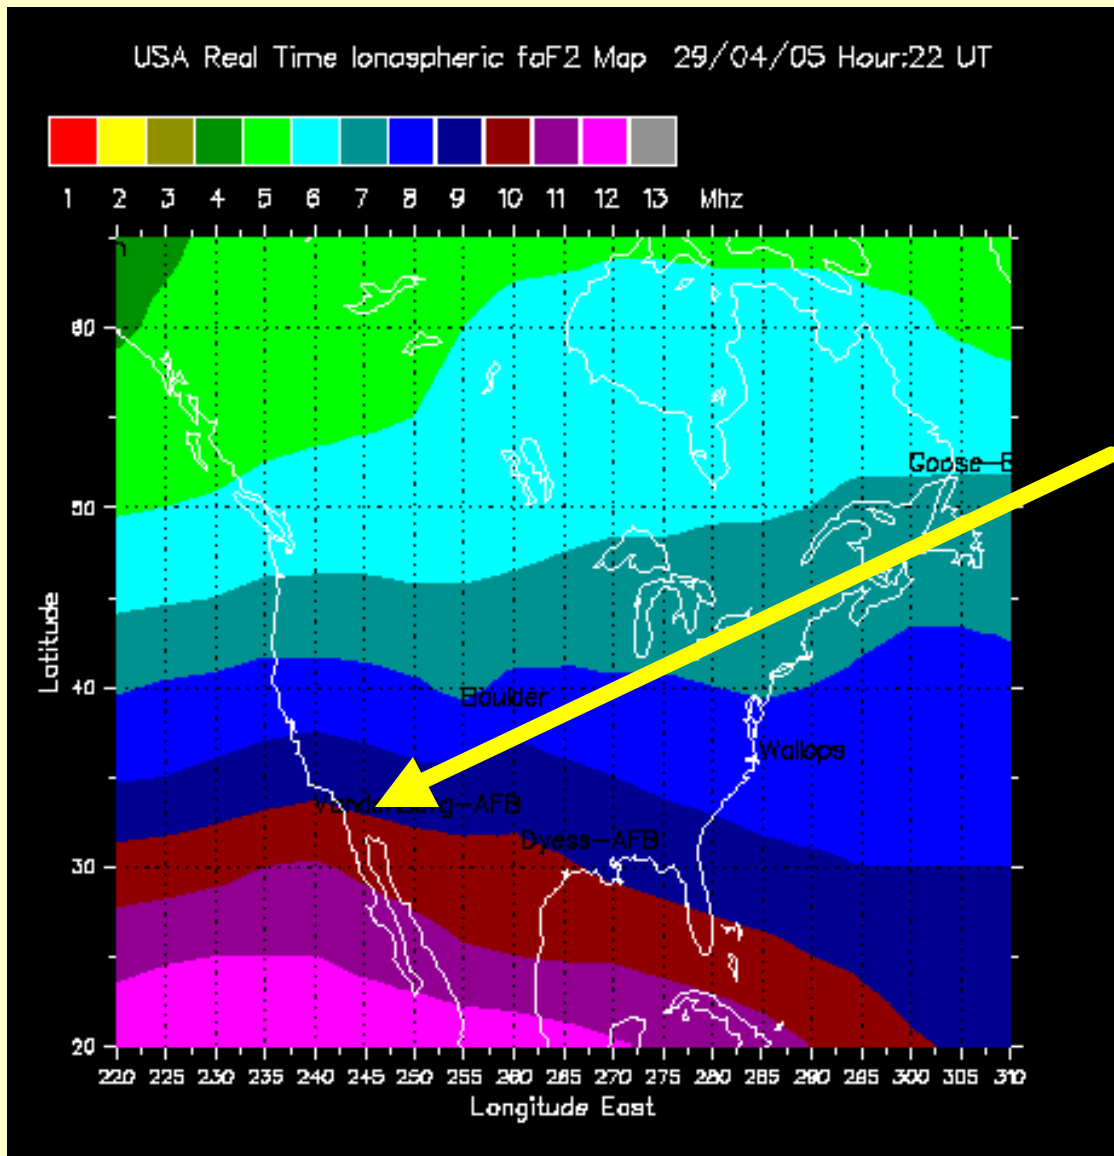 USA Real Time Ionospheric foF2 Map 29/04/05 Hour:22 UT
1 2 3 4 5 6 7 8 9 10 11 12 13 Mhz
60
Goose-B
50
Latitude
40
Boulder
Wallops
Vandenburg-AFB
Dyess-AFB
30
20
220 225 230 235 240 245 250 255 260 265 270 275 280 285 290 295 300 305 310
Longitude East